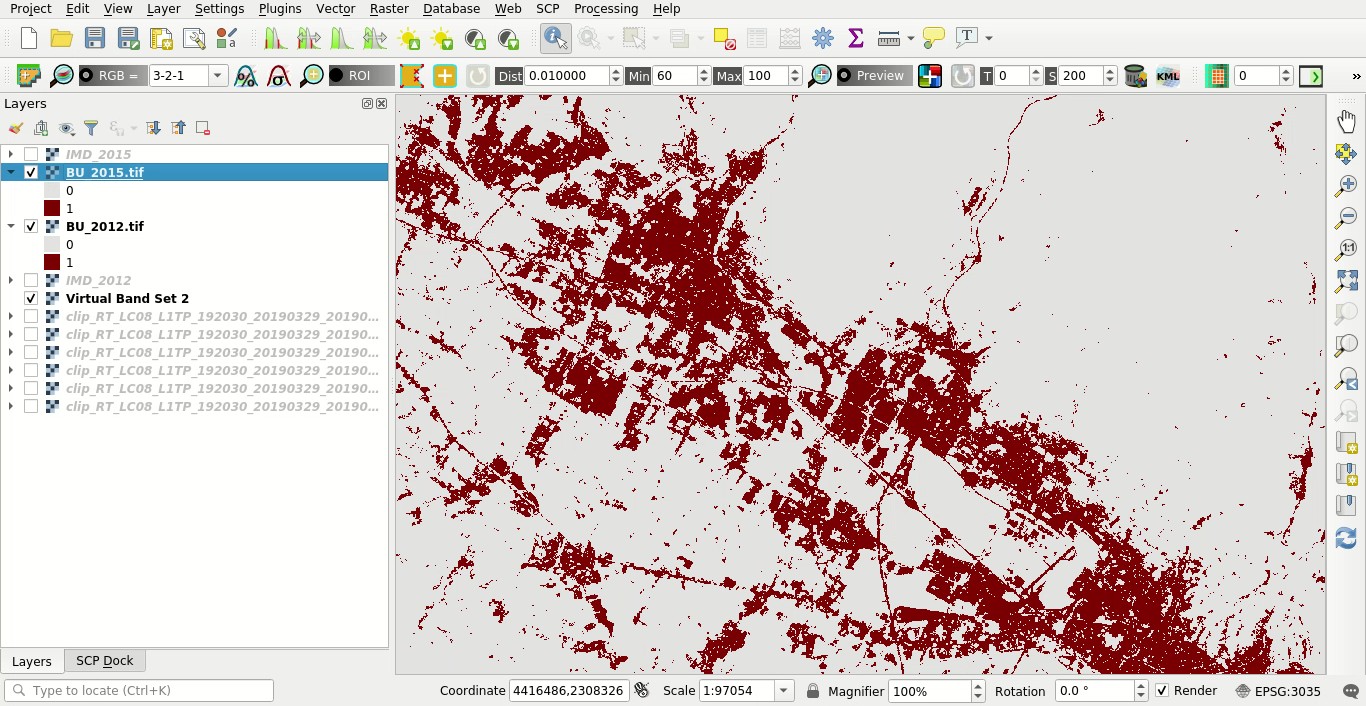 Project Edit View Layer Settings Plugins Vector Raster Database Web SCP Processing Help
RGB = 3-2-1 ROI Dist 0.010000 Min 60 Max 100 Preview T 0 S 200 KML 0 »
Layers
IMD_2015
BU_2015.tif
0
1
BU_2012.tif
0
1
IMD_2012
Virtual Band Set 2
clip_RT_LC08_L1TP_192030_20190329_20190...
clip_RT_LC08_L1TP_192030_20190329_20190...
clip_RT_LC08_L1TP_192030_20190329_20190...
clip_RT_LC08_L1TP_192030_20190329_20190...
clip_RT_LC08_L1TP_192030_20190329_20190...
clip_RT_LC08_L1TP_192030_20190329_20190...
1:1
Layers SCP Dock
Type to locate (Ctrl+K) Coordinate 4416486,2308326 Scale 1:97054 Magnifier 100% Rotation 0.0 ° Render EPSG:3035